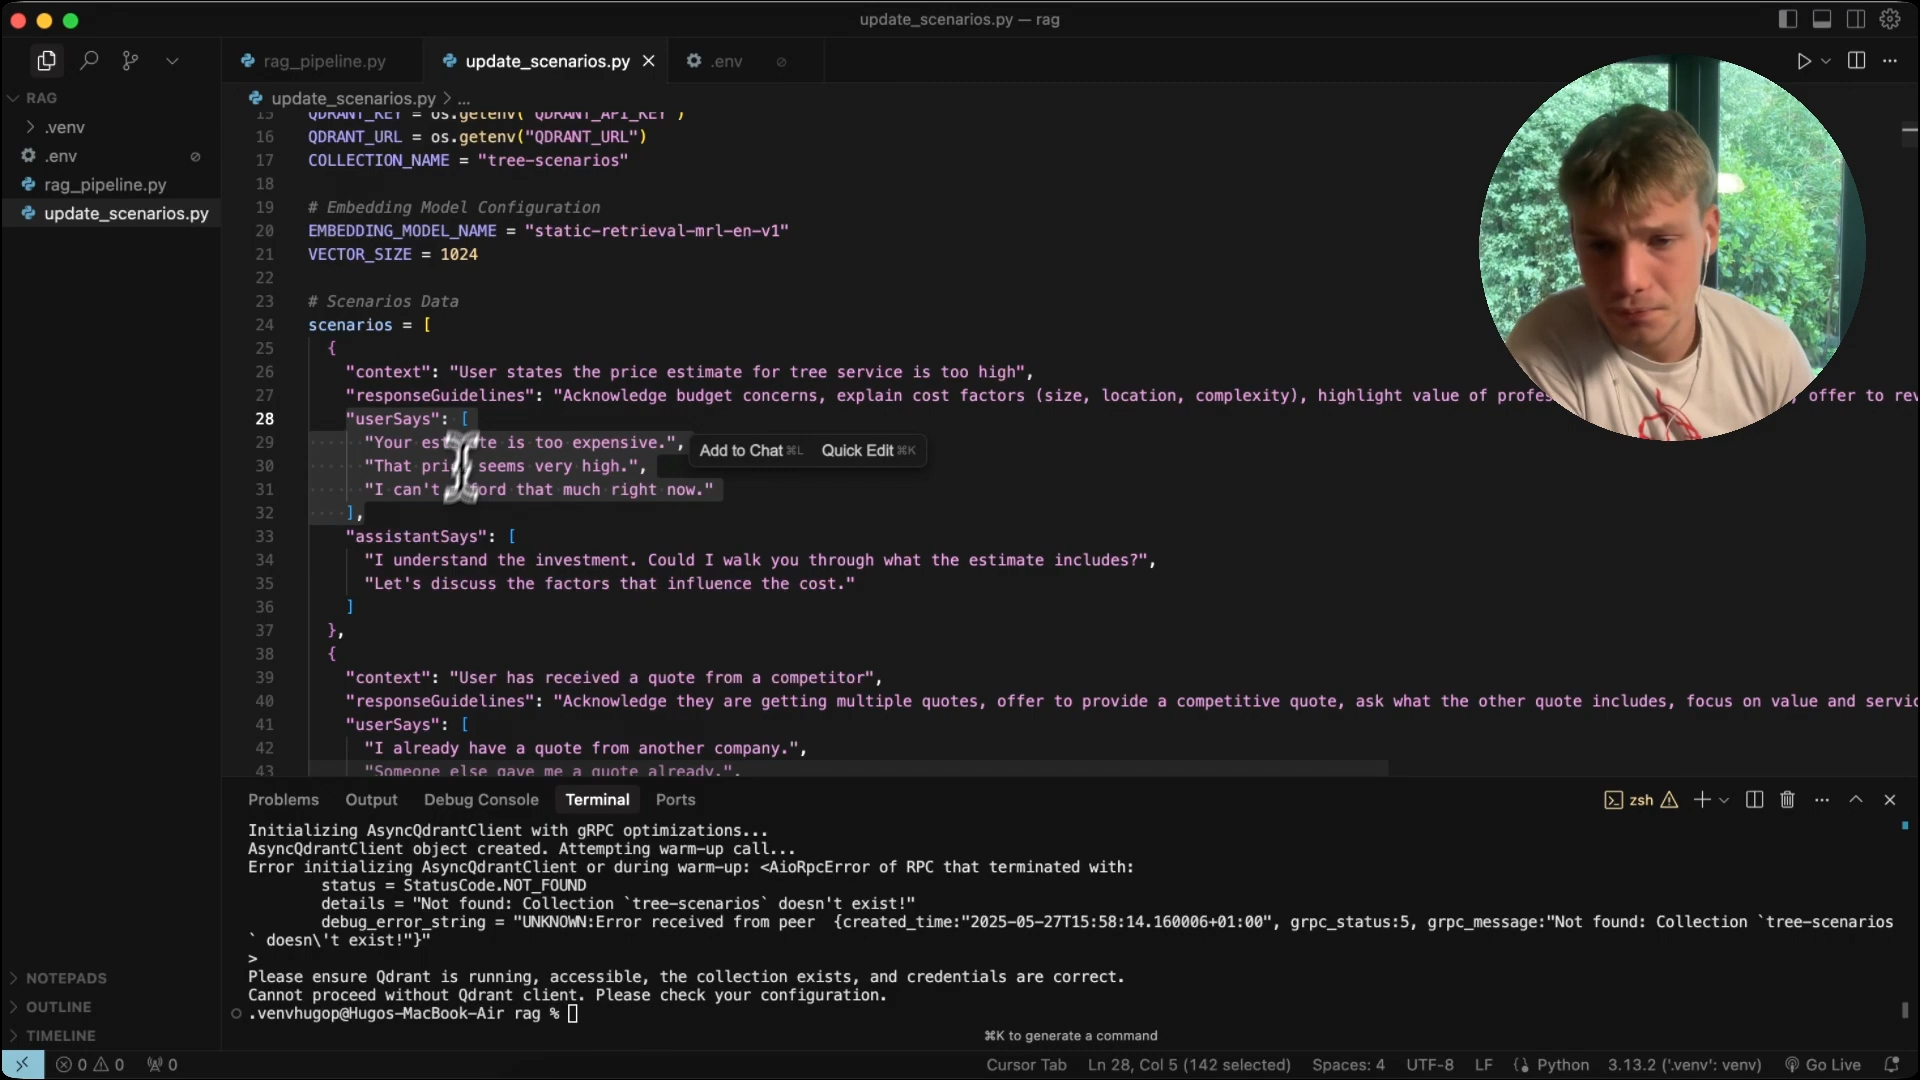 update_scenarios.py — rag
rag_pipeline.py
update_scenarios.py
.env
RAG
.venv
.env
rag_pipeline.py
update_scenarios.py
update_scenarios.py > ...
15 QDRANT_KEY = os.getenv("QDRANT_API_KEY")
16 QDRANT_URL = os.getenv("QDRANT_URL")
17 COLLECTION_NAME = "tree-scenarios"
18
19 # Embedding Model Configuration
20 EMBEDDING_MODEL_NAME = "static-retrieval-mrl-en-v1"
21 VECTOR_SIZE = 1024
22
23 # Scenarios Data
24 scenarios = [
25 {
26 "context": "User states the price estimate for tree service is too high",
27 "responseGuidelines": "Acknowledge budget concerns, explain cost factors (size, location, complexity), highlight value of profes , offer to rev
28 "userSays": [
29 "Your estimate is too expensive.",
30 "That price seems very high.",
31 "I can't afford that much right now."
32 ],
33 "assistantSays": [
34 "I understand the investment. Could I walk you through what the estimate includes?",
35 "Let's discuss the factors that influence the cost."
36 ]
37 },
38 {
39 "context": "User has received a quote from a competitor",
40 "responseGuidelines": "Acknowledge they are getting multiple quotes, offer to provide a competitive quote, ask what the other quote includes, focus on value and servic
41 "userSays": [
42 "I already have a quote from another company.",
43 "Someone else gave me a quote already.",
Add to Chat ⌘L Quick Edit ⌘K
Problems Output Debug Console Terminal Ports
zsh
Initializing AsyncQdrantClient with gRPC optimizations...
AsyncQdrantClient object created. Attempting warm-up call...
Error initializing AsyncQdrantClient or during warm-up: <AioRpcError of RPC that terminated with:
status = StatusCode.NOT_FOUND
details = "Not found: Collection `tree-scenarios` doesn't exist!"
debug_error_string = "UNKNOWN:Error received from peer {created_time:"2025-05-27T15:58:14.160006+01:00", grpc_status:5, grpc_message:"Not found: Collection `tree-scenarios
` doesn\'t exist!"}"
>
Please ensure Qdrant is running, accessible, the collection exists, and credentials are correct.
Cannot proceed without Qdrant client. Please check your configuration.
.venvhugop@Hugos-MacBook-Air rag %
⌘K to generate a command
NOTEPADS
OUTLINE
TIMELINE
0 0 0
Cursor Tab Ln 28, Col 5 (142 selected) Spaces: 4 UTF-8 LF Python 3.13.2 ('.venv': venv) Go Live